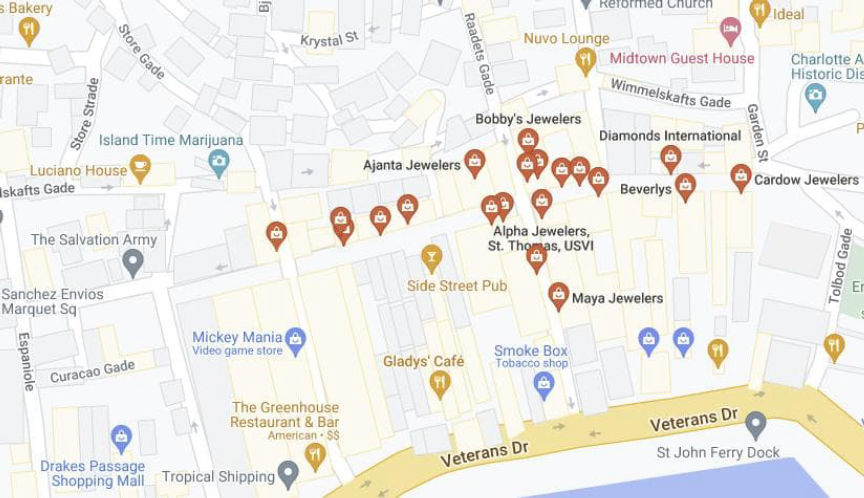 s Bakery
Reformed Church
Ideal
Store Gade
Krystal St
Raadets Gade
Nuvo Lounge
Midtown Guest House
Charlotte A
Historic Dis
rante
Store Strade
Wimmelskafts Gade
Garden St
Bobby's Jewelers
Island Time Marijuana
Diamonds International
Luciano House
Ajanta Jewelers
Cardow Jewelers
lskafts Gade
Beverlys
The Salvation Army
Alpha Jewelers,
St. Thomas, USVI
Tolbod Gade
Side Street Pub
Sanchez Envios
Marquet Sq
Maya Jewelers
Mickey Mania
Video game store
Espaniole
Curacao Gade
Gladys' Café
Smoke Box
Tobacco shop
The Greenhouse
Restaurant & Bar
American • $$
Veterans Dr
Veterans Dr
St John Ferry Dock
Drakes Passage
Shopping Mall
Tropical Shipping